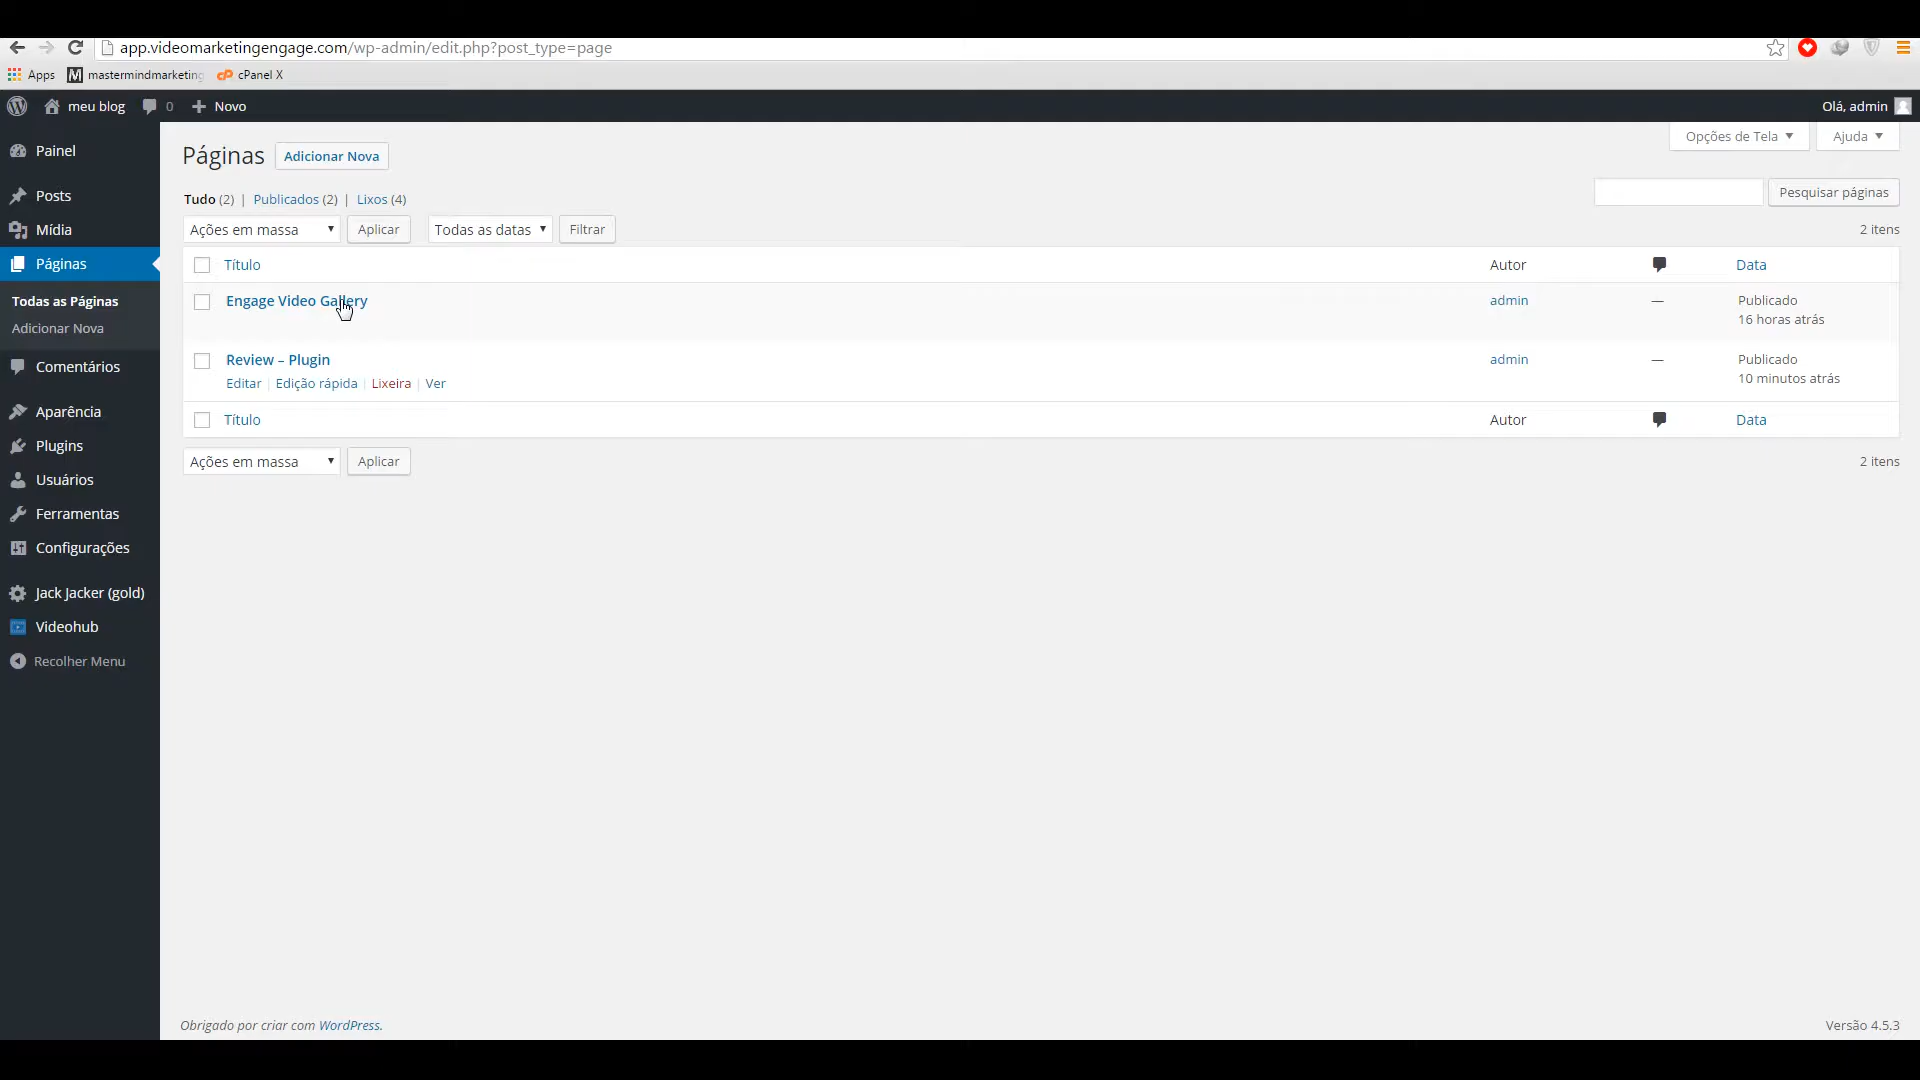 app.videomarketingengage.com/wp-admin/edit.php?post_type=page
Apps mastermindmarketing cPanel X
meu blog 0 Novo Olá, admin
Opções de Tela Ajuda
Páginas Adicionar Nova
Tudo (2) | Publicados (2) | Lixos (4)
Pesquisar páginas
Ações em massa Aplicar Todas as datas Filtrar 2 itens
Título Autor Data
Engage Video Gallery admin — Publicado
16 horas atrás
Review – Plugin admin — Publicado
Editar | Edição rápida | Lixeira | Ver 10 minutos atrás
Título Autor Data
Ações em massa Aplicar 2 itens
Painel
Posts
Mídia
Páginas
Todas as Páginas
Adicionar Nova
Comentários
Aparência
Plugins
Usuários
Ferramentas
Configurações
Jack Jacker (gold)
Videohub
Recolher Menu
Obrigado por criar com WordPress. Versão 4.5.3